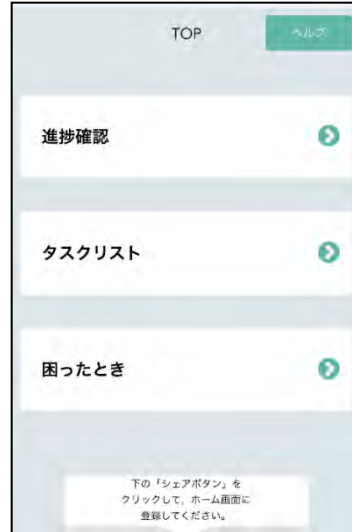 TOP
ヘルプ
進捗確認
タスクリスト
困ったとき
下の「シェアボタン」を
クリックして，ホーム画面に
登録してください。